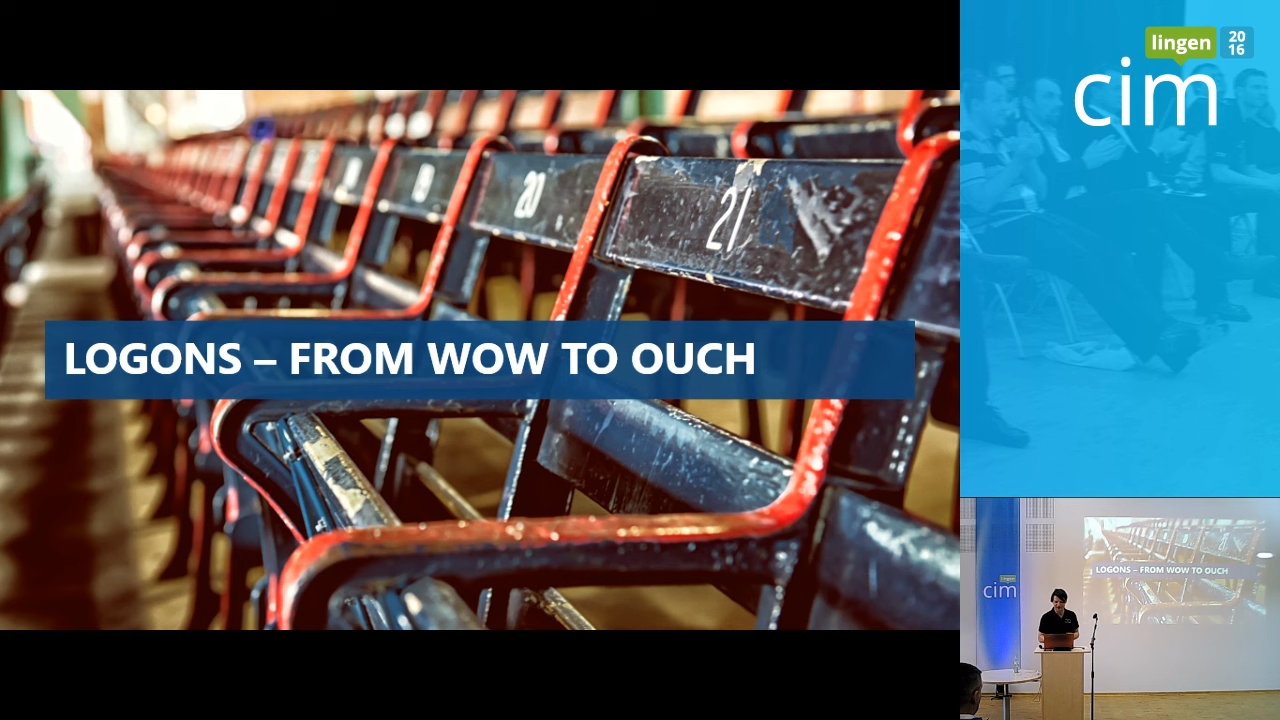 20
21
LOGONS – FROM WOW TO OUCH
lingen
20
16
cim
cim
LOGONS – FROM WOW TO OUCH